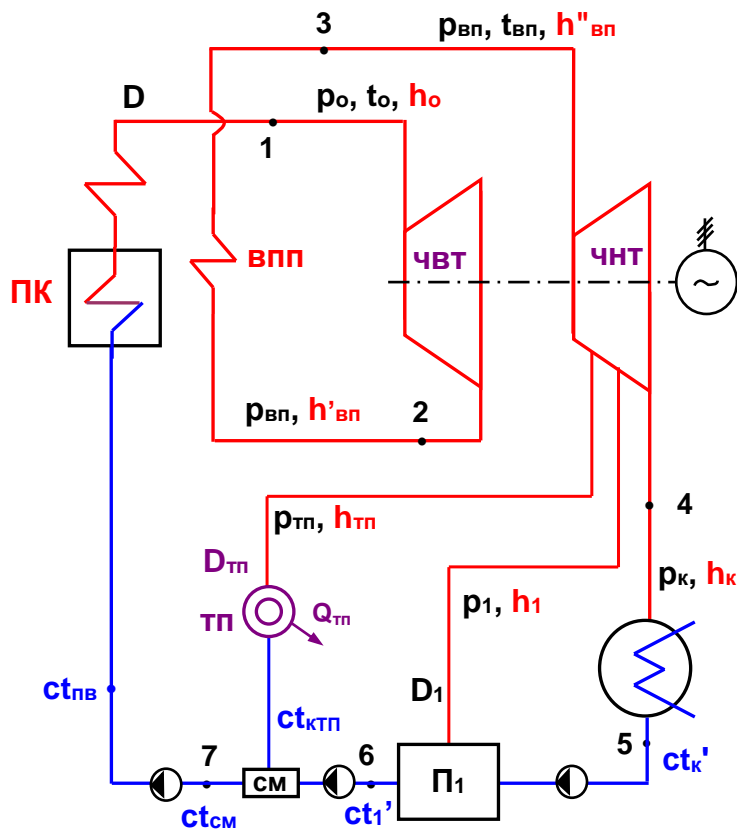 3
pвп, tвп, h"вп
D
pо, tо, hо
1
ПК
впп
чвт
чнт
~
pвп, h’вп
2
4
pтп, hтп
Dтп
тп
Qтп
p1, h1
pк, hк
D1
ctпв
ctкТП
7
6
5
см
П1
ctк'
ctсм
ct1’